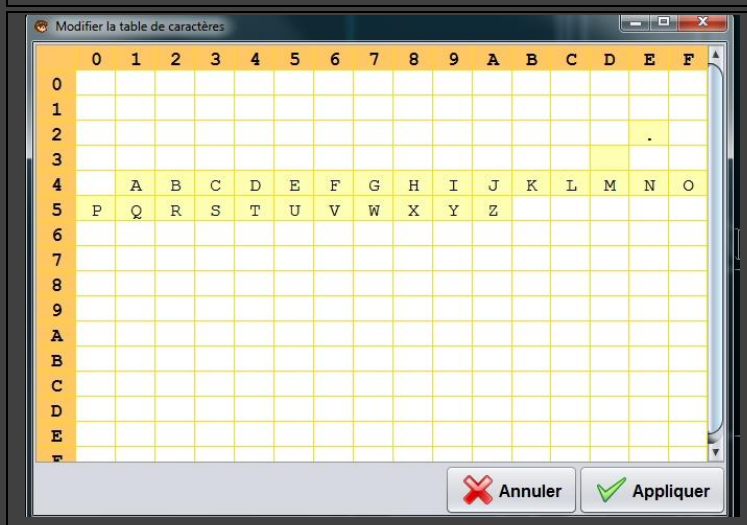 Modifier la table de caractères
0 1 2 3 4 5 6 7 8 9 A B C D E F
0
1
2 .
3
4 A B C D E F G H I J K L M N O
5 P Q R S T U V W X Y Z
6
7
8
9
A
B
C
D
E
F
Annuler Appliquer